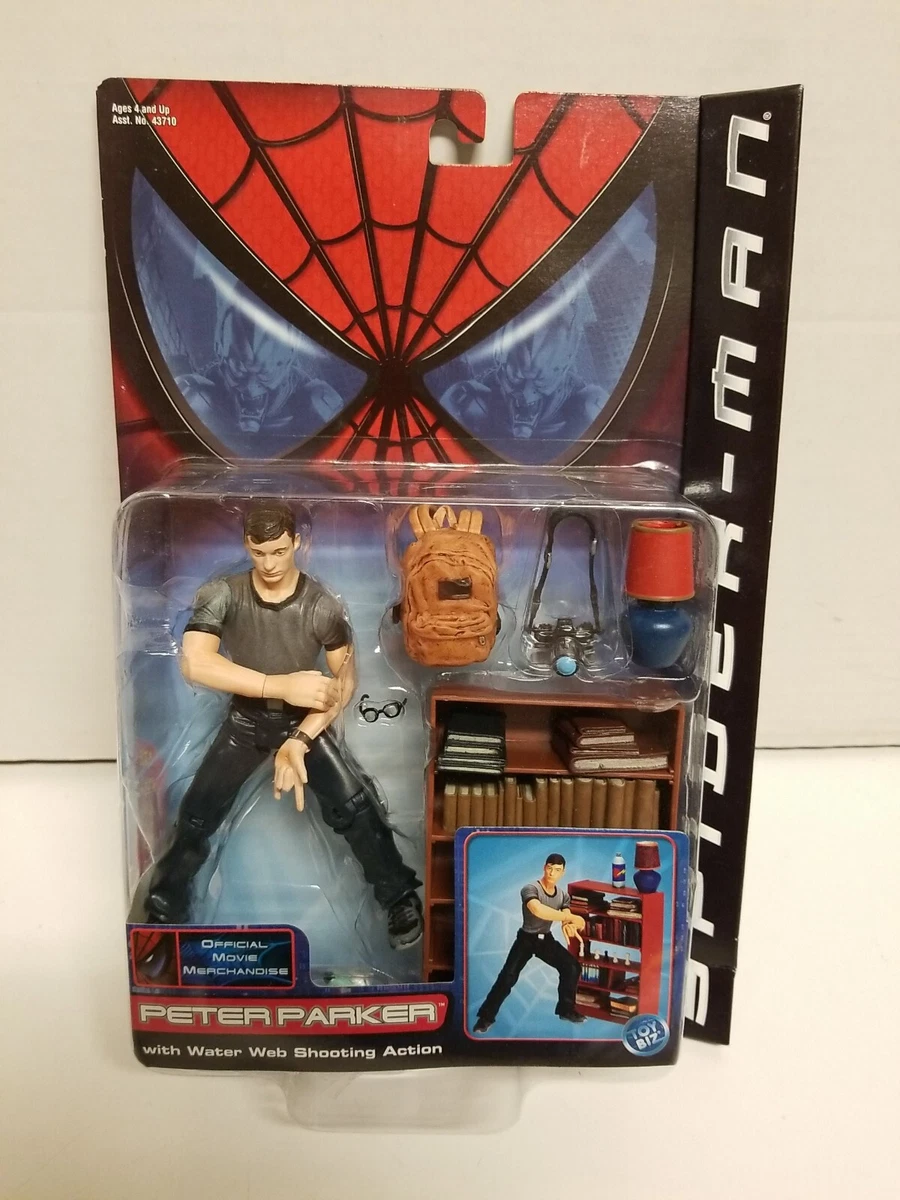 Ages 4 and Up
Asst. No. 43710
SPIDER-MAN®
OFFICIAL
MOVIE
MERCHANDISE
PETER PARKER™
with Water Web Shooting Action
TOY
BIZ